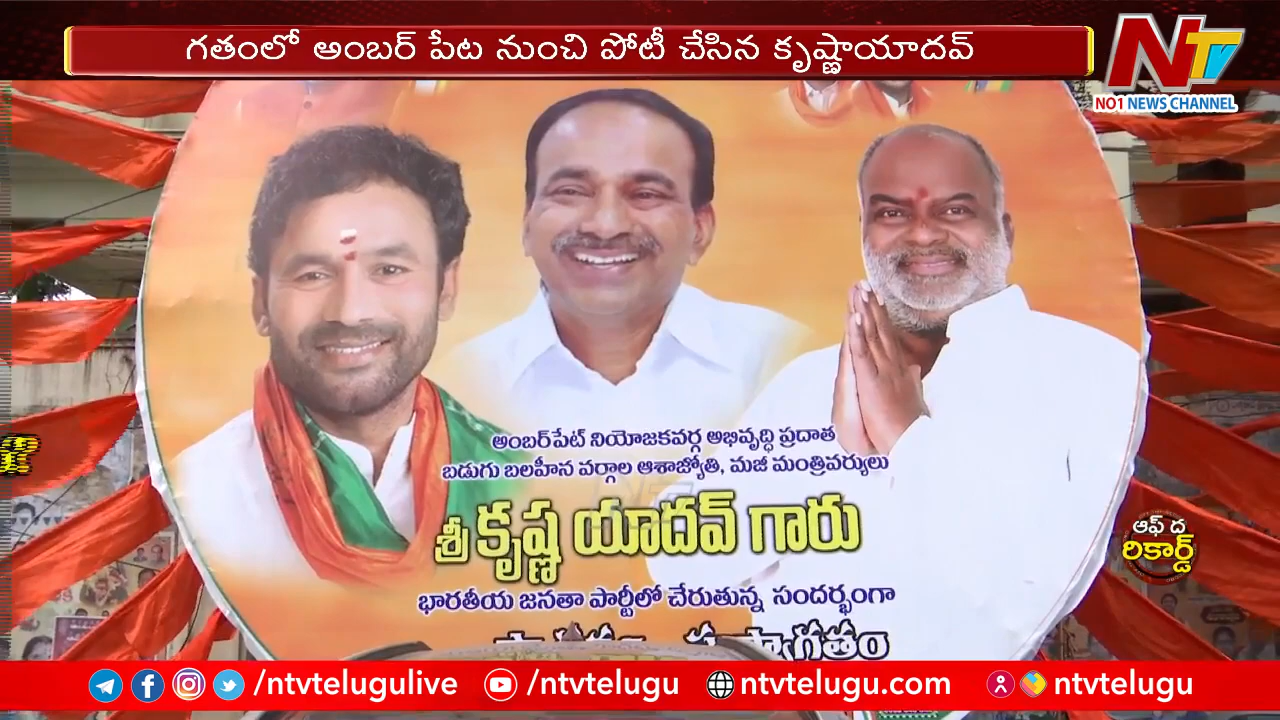 గతంలో అంబర్ పేట నుంచి పోటీ చేసిన కృష్ణాయాదవ్
NTV
NO1 NEWS CHANNEL
అంబర్‌పేట్ నియోజకవర్గ అభివృద్ధి ప్రదాత
బడుగు బలహీన వర్గాల ఆశాజ్యోతి, మజీ మంత్రివర్యులు
శ్రీ కృష్ణ యాదవ్ గారు
భారతీయ జనతా పార్టీలో చేరుతున్న సందర్భంగా
ఆఫ్ ద
రికార్డ్
/ntvtelugulive
/ntvtelugu
ntvtelugu.com
ntvtelugu